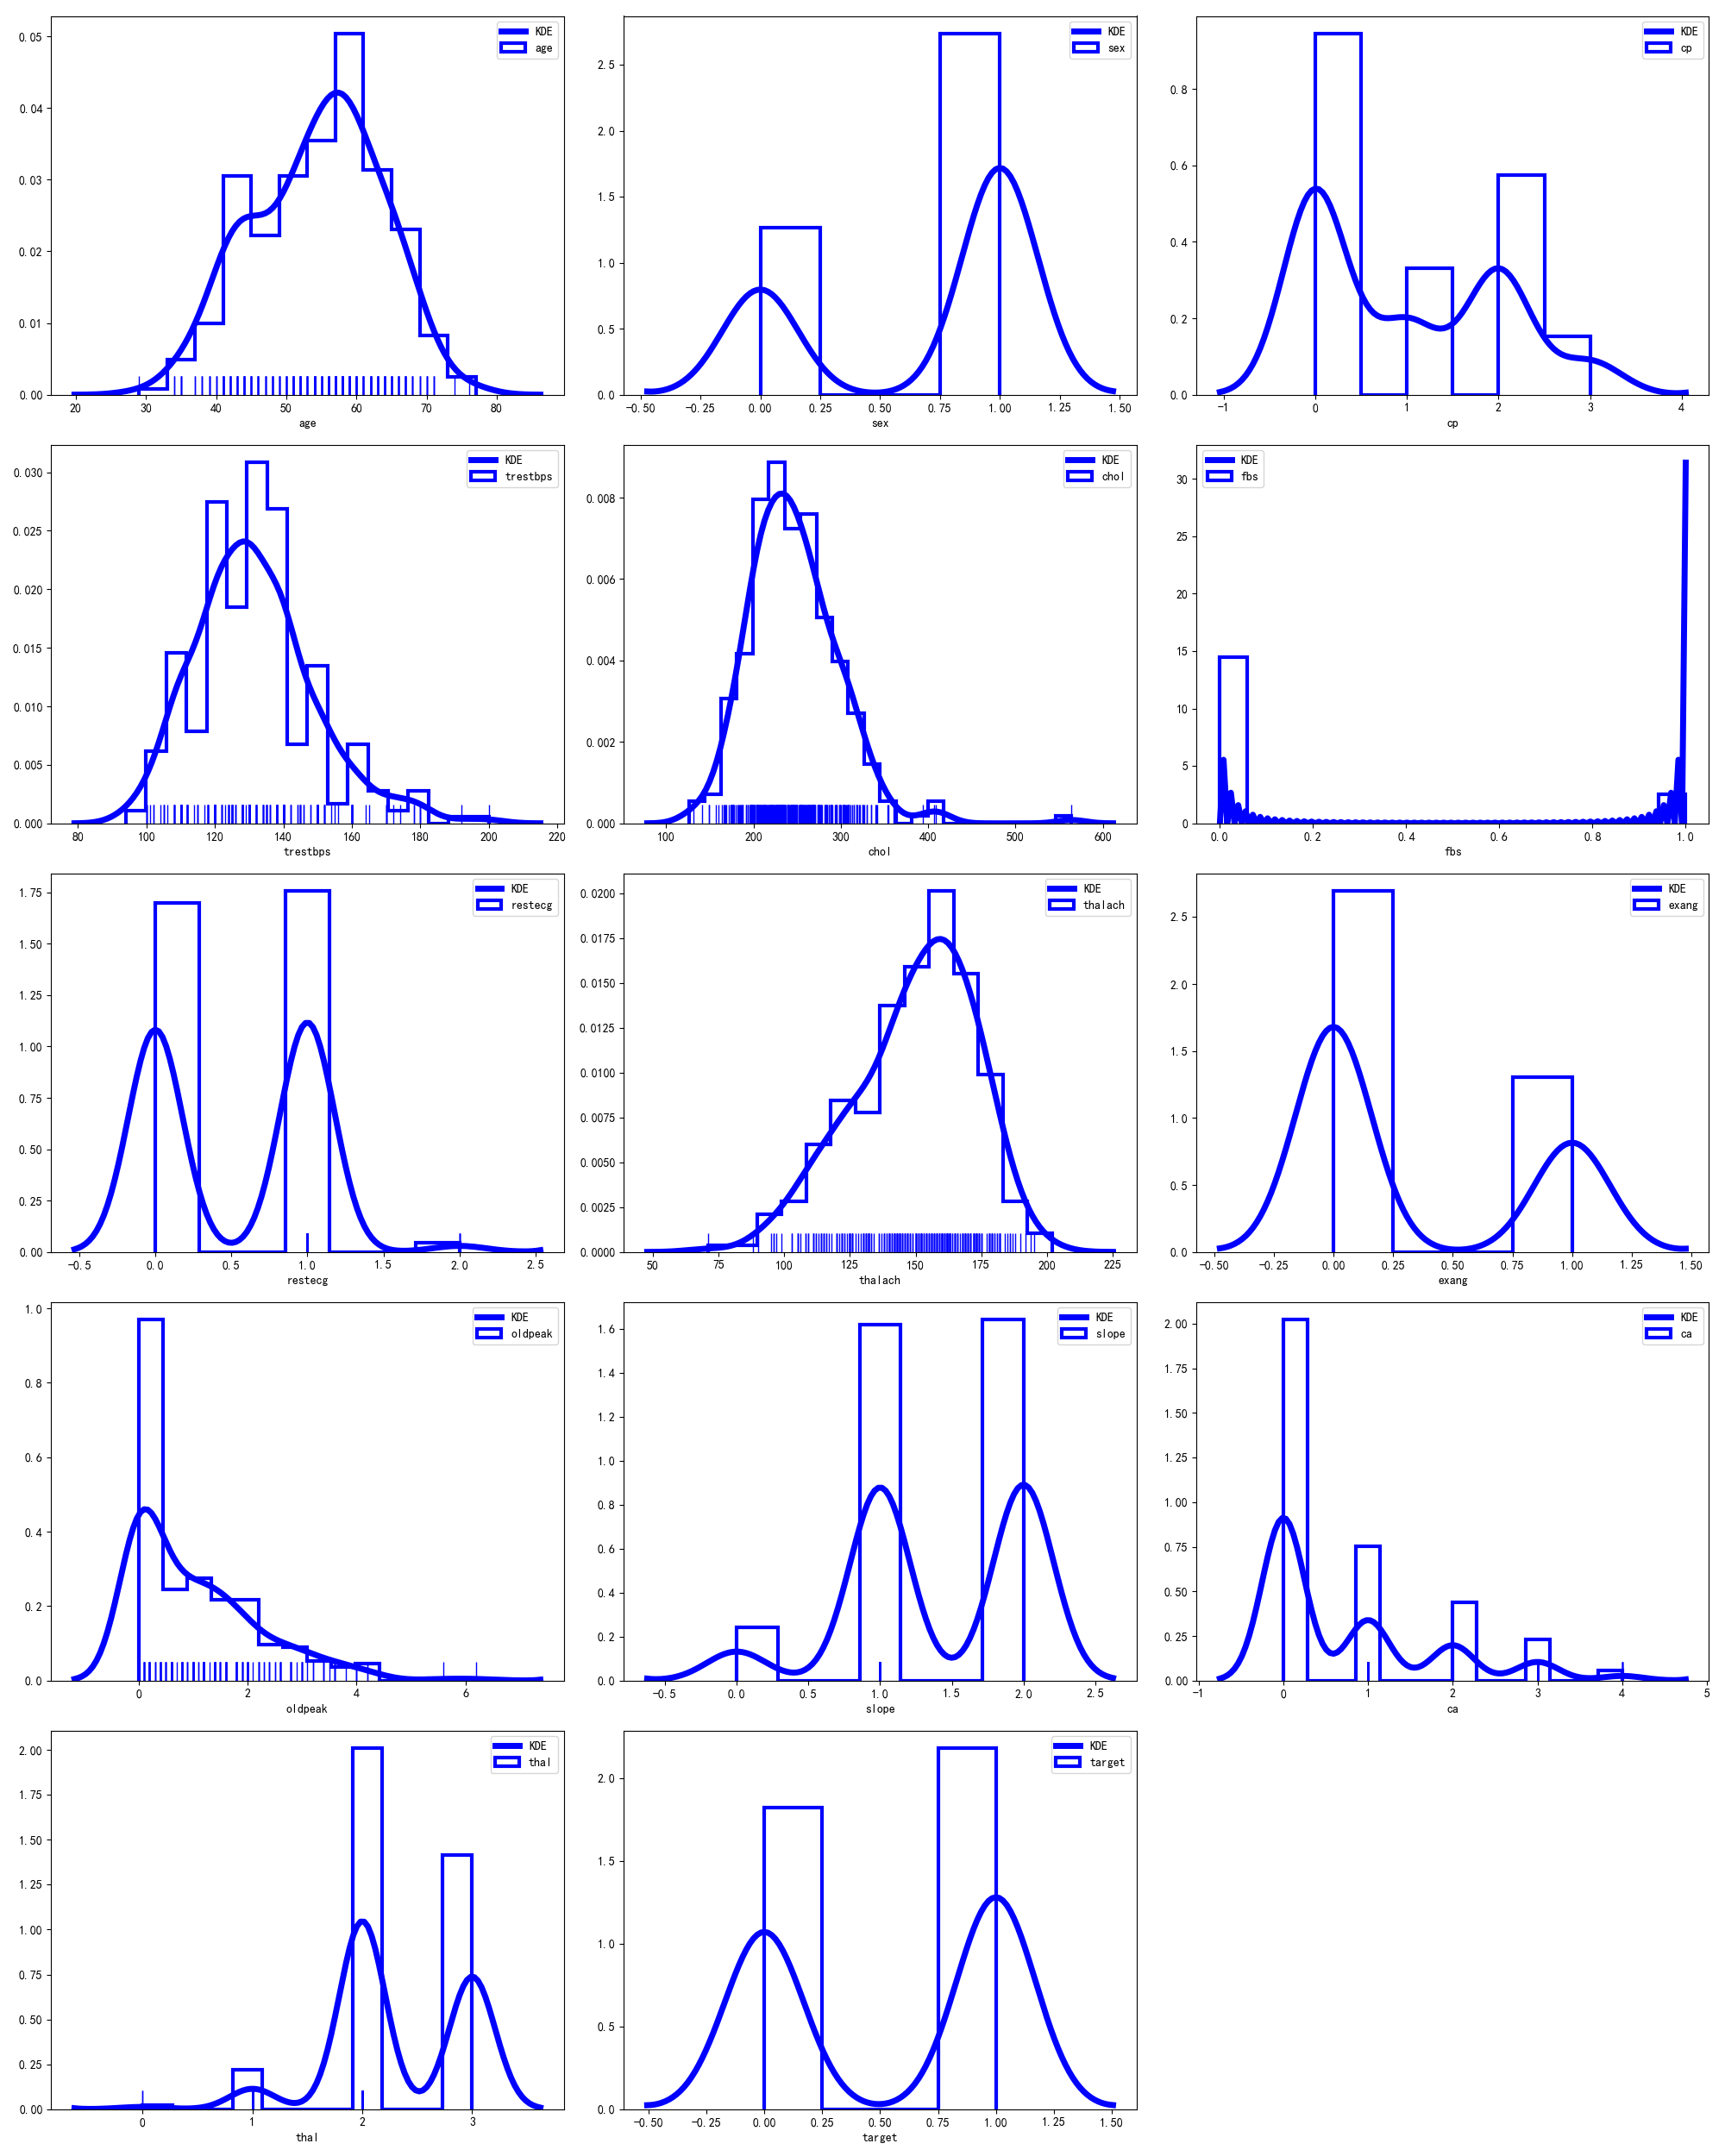 KDE
age
0.05
0.04
0.03
0.02
0.01
0.00
20 30 40 50 60 70 80
age
KDE
sex
2.5
2.0
1.5
1.0
0.5
0.0
−0.50 −0.25 0.00 0.25 0.50 0.75 1.00 1.25 1.50
sex
KDE
cp
0.8
0.6
0.4
0.2
0.0
−1 0 1 2 3 4
cp
KDE
trestbps
0.030
0.025
0.020
0.015
0.010
0.005
0.000
80 100 120 140 160 180 200 220
trestbps
KDE
chol
0.008
0.006
0.004
0.002
0.000
100 200 300 400 500 600
chol
KDE
fbs
30
25
20
15
10
5
0
0.0 0.2 0.4 0.6 0.8 1.0
fbs
KDE
restecg
1.75
1.50
1.25
1.00
0.75
0.50
0.25
0.00
−0.5 0.0 0.5 1.0 1.5 2.0 2.5
restecg
KDE
thalach
0.0200
0.0175
0.0150
0.0125
0.0100
0.0075
0.0050
0.0025
0.0000
50 75 100 125 150 175 200 225
thalach
KDE
exang
2.5
2.0
1.5
1.0
0.5
0.0
−0.50 −0.25 0.00 0.25 0.50 0.75 1.00 1.25 1.50
exang
KDE
oldpeak
1.0
0.8
0.6
0.4
0.2
0.0
0 2 4 6
oldpeak
KDE
slope
1.6
1.4
1.2
1.0
0.8
0.6
0.4
0.2
0.0
−0.5 0.0 0.5 1.0 1.5 2.0 2.5
slope
KDE
ca
2.00
1.75
1.50
1.25
1.00
0.75
0.50
0.25
0.00
−1 0 1 2 3 4 5
ca
KDE
thal
2.00
1.75
1.50
1.25
1.00
0.75
0.50
0.25
0.00
0 1 2 3
thal
KDE
target
2.0
1.5
1.0
0.5
0.0
−0.50 −0.25 0.00 0.25 0.50 0.75 1.00 1.25 1.50
target